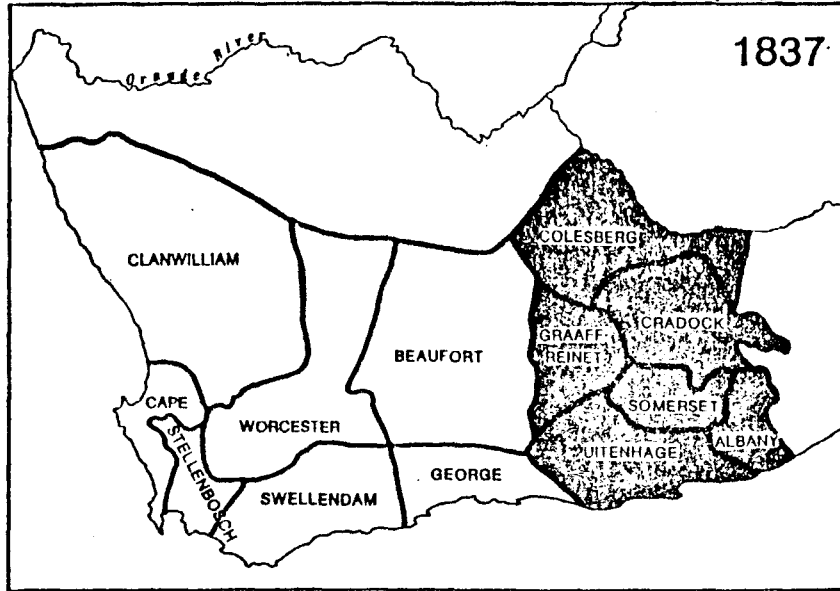 1837
Orange River
COLESBERG
CLANWILLIAM
CRADOCK
GRAAFF
REINET
BEAUFORT
CAPE
SOMERSET
WORCESTER
STELLENBOSCH
ALBANY
UITENHAGE
GEORGE
SWELLENDAM